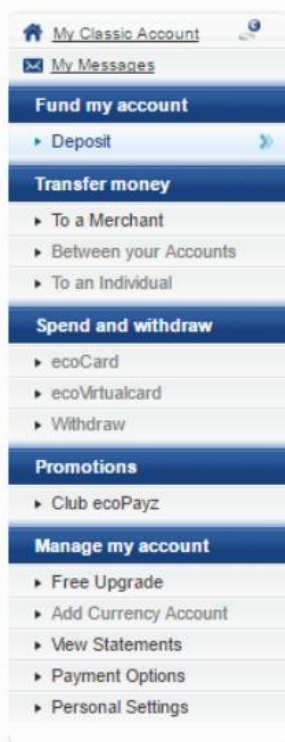 My Classic Account
My Messages
Fund my account
Deposit
Transfer money
To a Merchant
Between your Accounts
To an Individual
Spend and withdraw
ecoCard
ecoVirtualcard
Withdraw
Promotions
Club ecoPayz
Manage my account
Free Upgrade
Add Currency Account
View Statements
Payment Options
Personal Settings